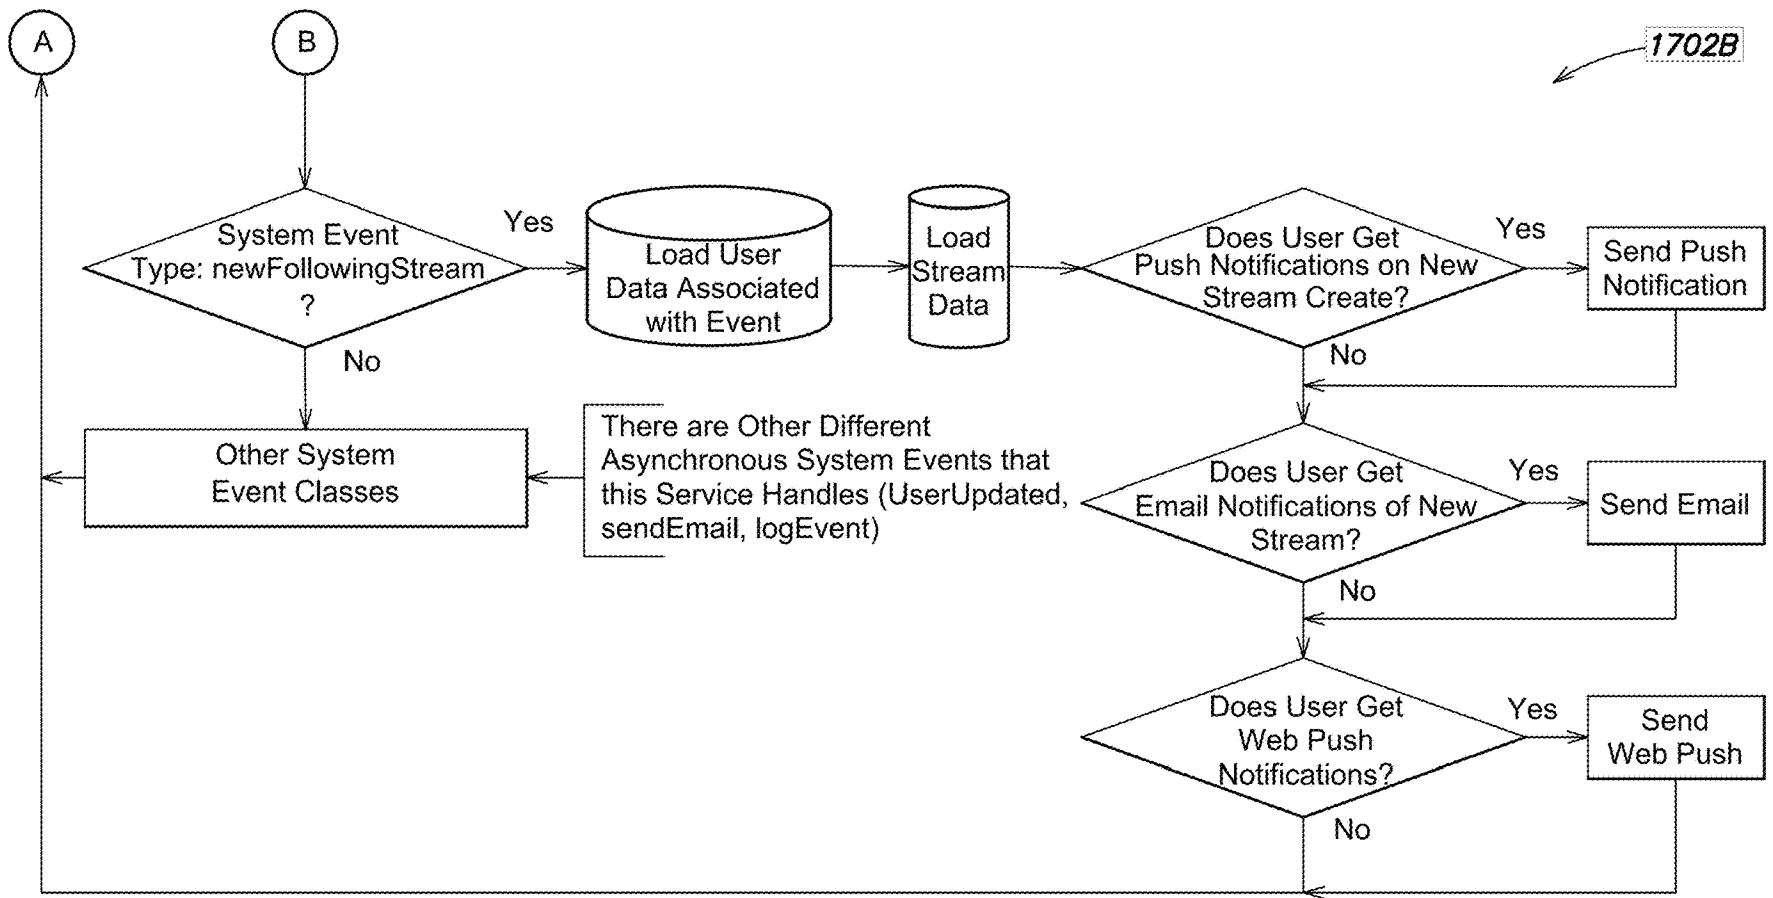 A
B
1702B
System Event
Type: newFollowingStream
?
Yes
No
Load User
Data Associated
with Event
Load
Stream
Data
Does User Get
Push Notifications on New
Stream Create?
Yes
No
Send Push
Notification
Other System
Event Classes
There are Other Different
Asynchronous System Events that
this Service Handles (UserUpdated,
sendEmail, logEvent)
Does User Get
Email Notifications of New
Stream?
Yes
No
Send Email
Does User Get
Web Push
Notifications?
Yes
No
Send
Web Push